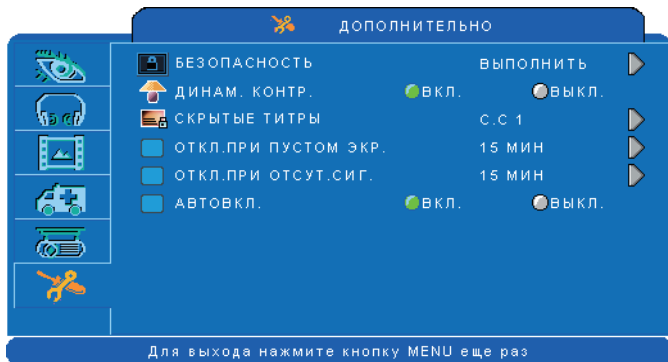 ДОПОЛНИТЕЛЬНО
БЕЗОПАСНОСТЬ ВЫПОЛНИТЬ
ДИНАМ. КОНТР. ВКЛ. ВЫКЛ.
СКРЫТЫЕ ТИТРЫ C.C 1
ОТКЛ.ПРИ ПУСТОМ ЭКР. 15 МИН
ОТКЛ.ПРИ ОТСУТ.СИГ. 15 МИН
АВТОВКЛ. ВКЛ. ВЫКЛ.
Для выхода нажмите кнопку MENU еще раз